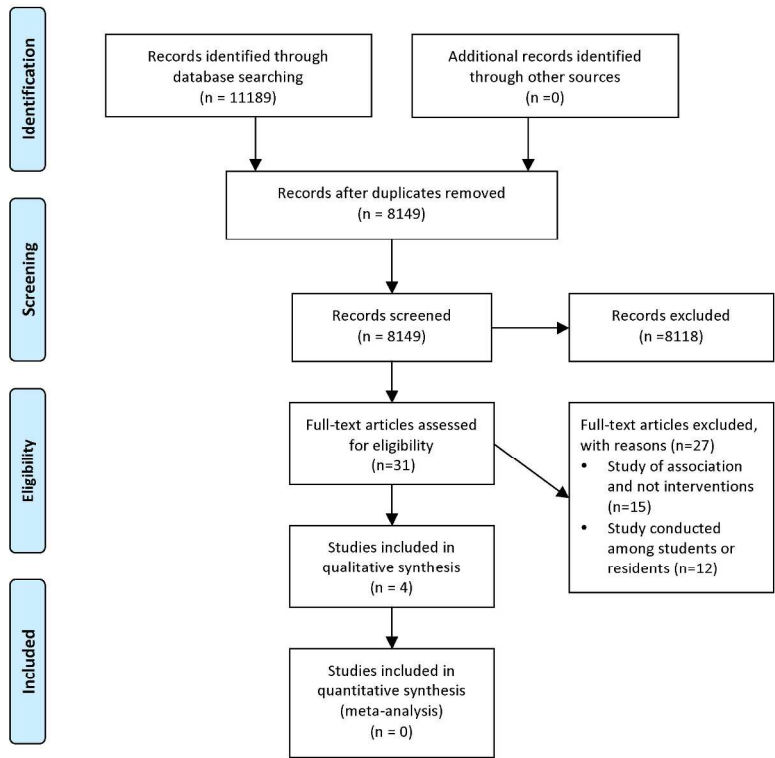 Identification
Records identified through
database searching
(n = 11189)
Additional records identified
through other sources
(n =0)
Records after duplicates removed
(n = 8149)
Screening
Records screened
(n = 8149)
Records excluded
(n =8118)
Eligibility
Full-text articles assessed
for eligibility
(n=31)
Full-text articles excluded,
with reasons (n=27)
• Study of association
and not interventions
(n=15)
• Study conducted
among students or
residents (n=12)
Studies included in
qualitative synthesis
(n = 4)
Included
Studies included in
quantitative synthesis
(meta-analysis)
(n = 0)